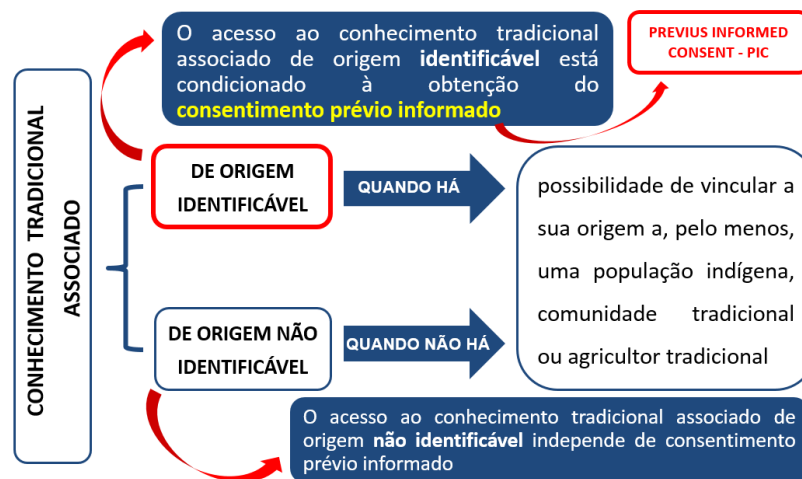 O acesso ao conhecimento tradicional
associado de origem identificável está
condicionado à obtenção do
consentimento prévio informado
PREVIUS INFORMED
CONSENT - PIC
CONHECIMENTO TRADICIONAL
ASSOCIADO
DE ORIGEM
IDENTIFICÁVEL
QUANDO HÁ
possibilidade de vincular a
sua origem a, pelo menos,
uma população indígena,
comunidade tradicional
ou agricultor tradicional
DE ORIGEM NÃO
IDENTIFICÁVEL
QUANDO NÃO HÁ
O acesso ao conhecimento tradicional associado de
origem não identificável independe de consentimento
prévio informado